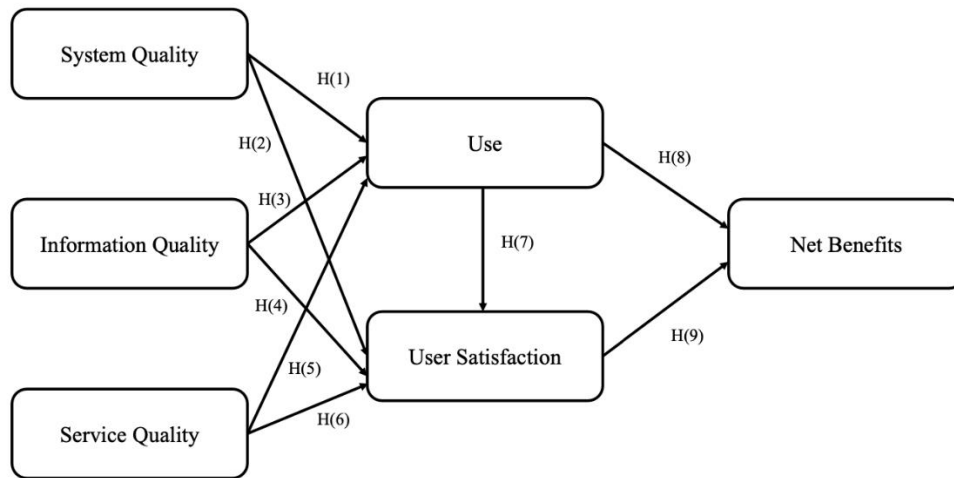 System Quality
H(1)
H(2)
Use
H(8)
H(3)
Information Quality
H(7)
Net Benefits
H(4)
H(9)
User Satisfaction
H(5)
H(6)
Service Quality